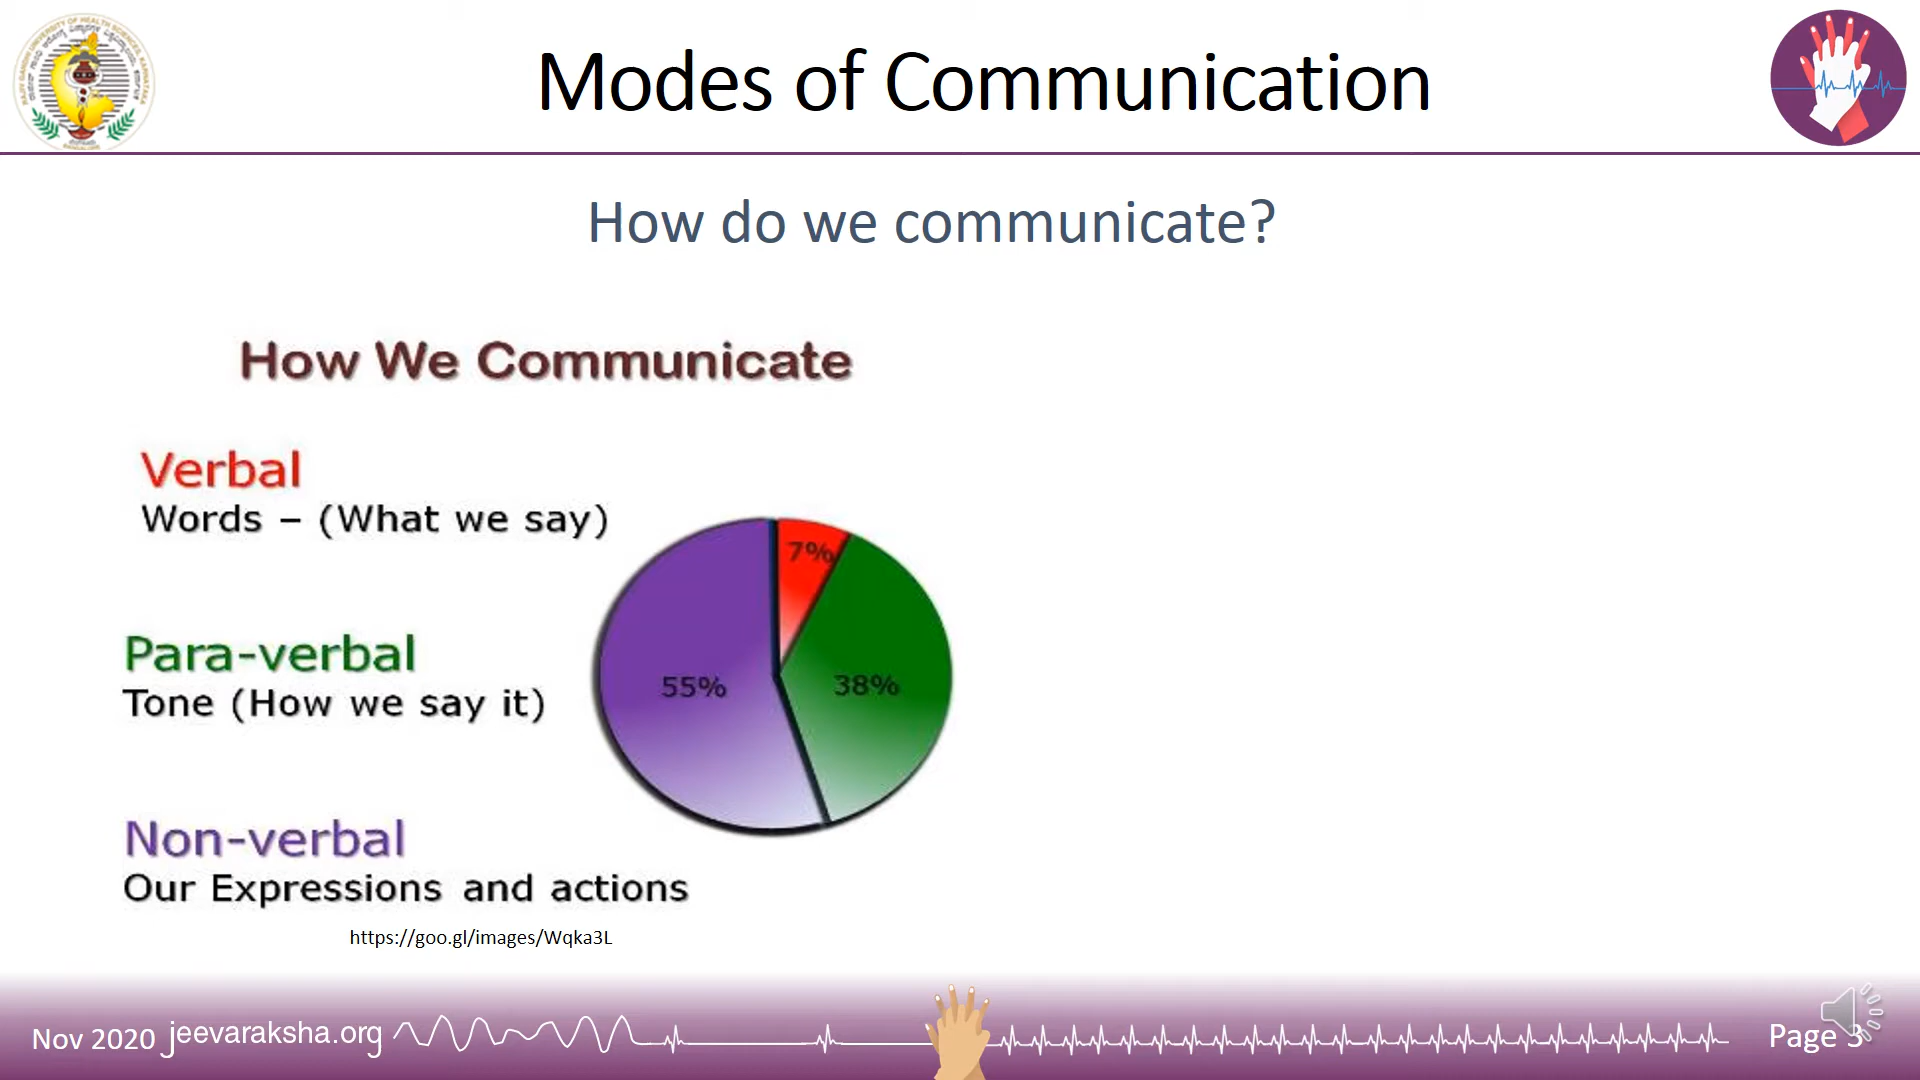 Modes of Communication
How do we communicate?
How We Communicate
Verbal
Words – (What we say)
7%
Para-verbal
Tone (How we say it)
55%
38%
Non-verbal
Our Expressions and actions
https://goo.gl/images/Wqka3L
Nov 2020
jeevaraksha.org
Page 3